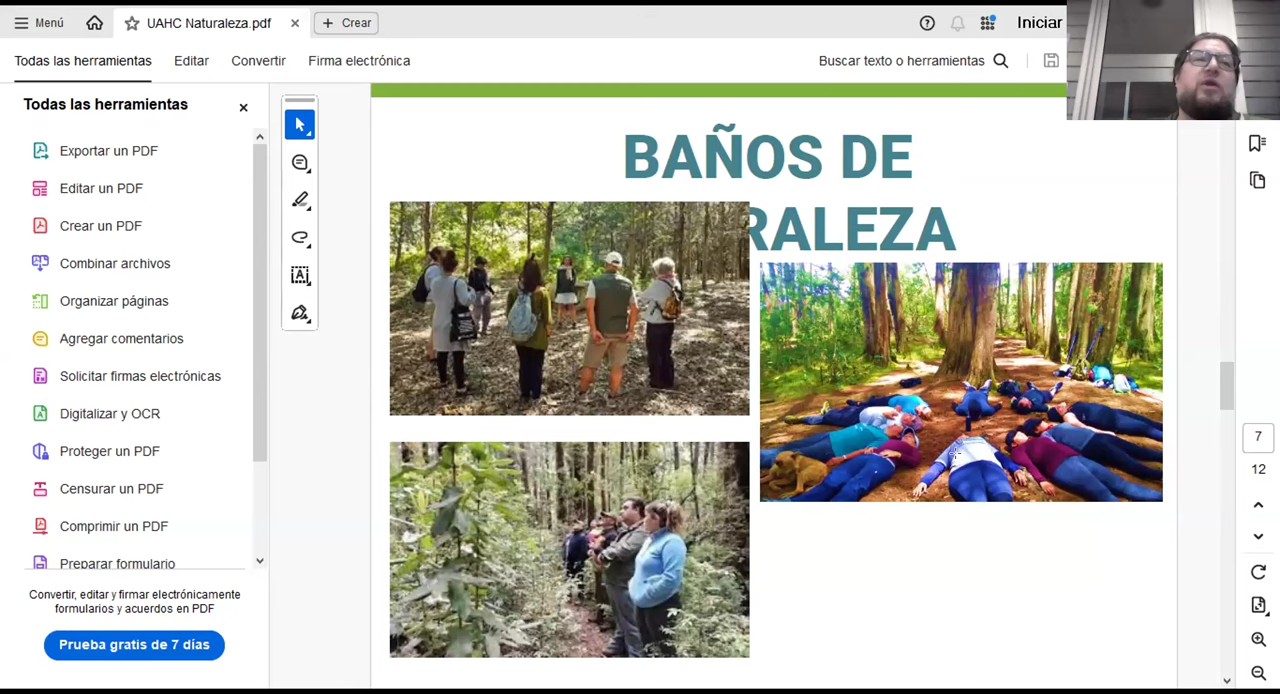 Menú
UAHC Naturaleza.pdf
Crear
Iniciar
Todas las herramientas
Editar
Convertir
Firma electrónica
Buscar texto o herramientas
Todas las herramientas
Exportar un PDF
Editar un PDF
Crear un PDF
Combinar archivos
Organizar páginas
Agregar comentarios
Solicitar firmas electrónicas
Digitalizar y OCR
Proteger un PDF
Censurar un PDF
Comprimir un PDF
Preparar formulario
Convertir, editar y firmar electrónicamente
formularios y acuerdos en PDF
Prueba gratis de 7 días
BAÑOS DE
RALEZA
7
12